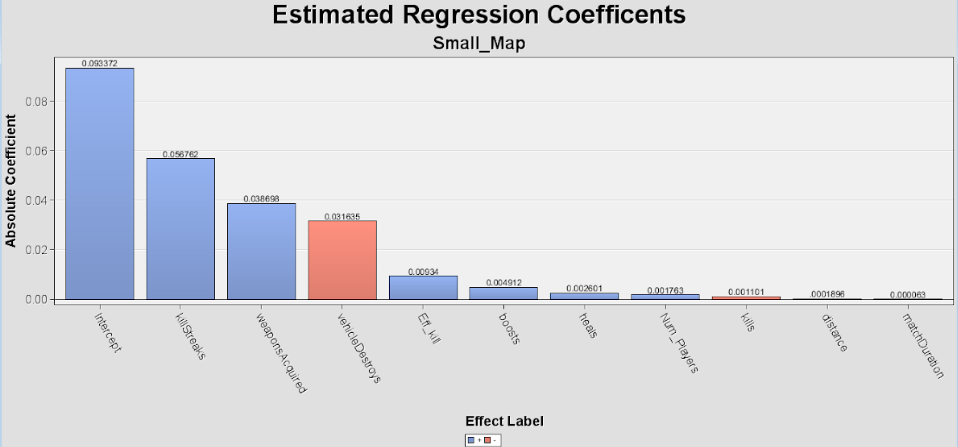 Estimated Regression Coefficents
Small_Map
Absolute Coefficient
0.08
0.06
0.04
0.02
0.00
0.093372
0.056762
0.038698
0.031635
0.00934
0.004912
0.002601
0.001763
0.001101
.0001896
0.000063
Intercept
killStreaks
weaponsAcquired
vehicleDestroys
Eff_kill
boosts
heals
Num_Players
kills
distance
matchDuration
Effect Label
+ -